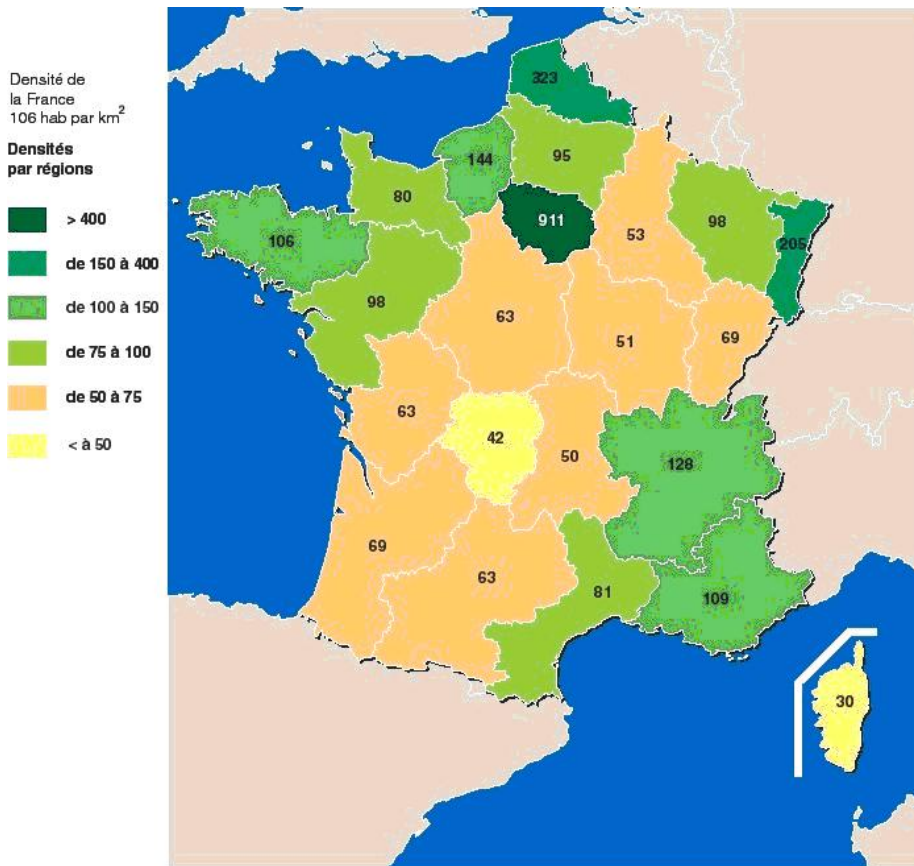 Densité de
la France
106 hab par km²
Densités
par régions
> 400
de 150 à 400
de 100 à 150
de 75 à 100
de 50 à 75
< à 50
323
144
95
80
911
53
98
205
106
98
63
51
69
63
42
50
128
69
63
81
109
30